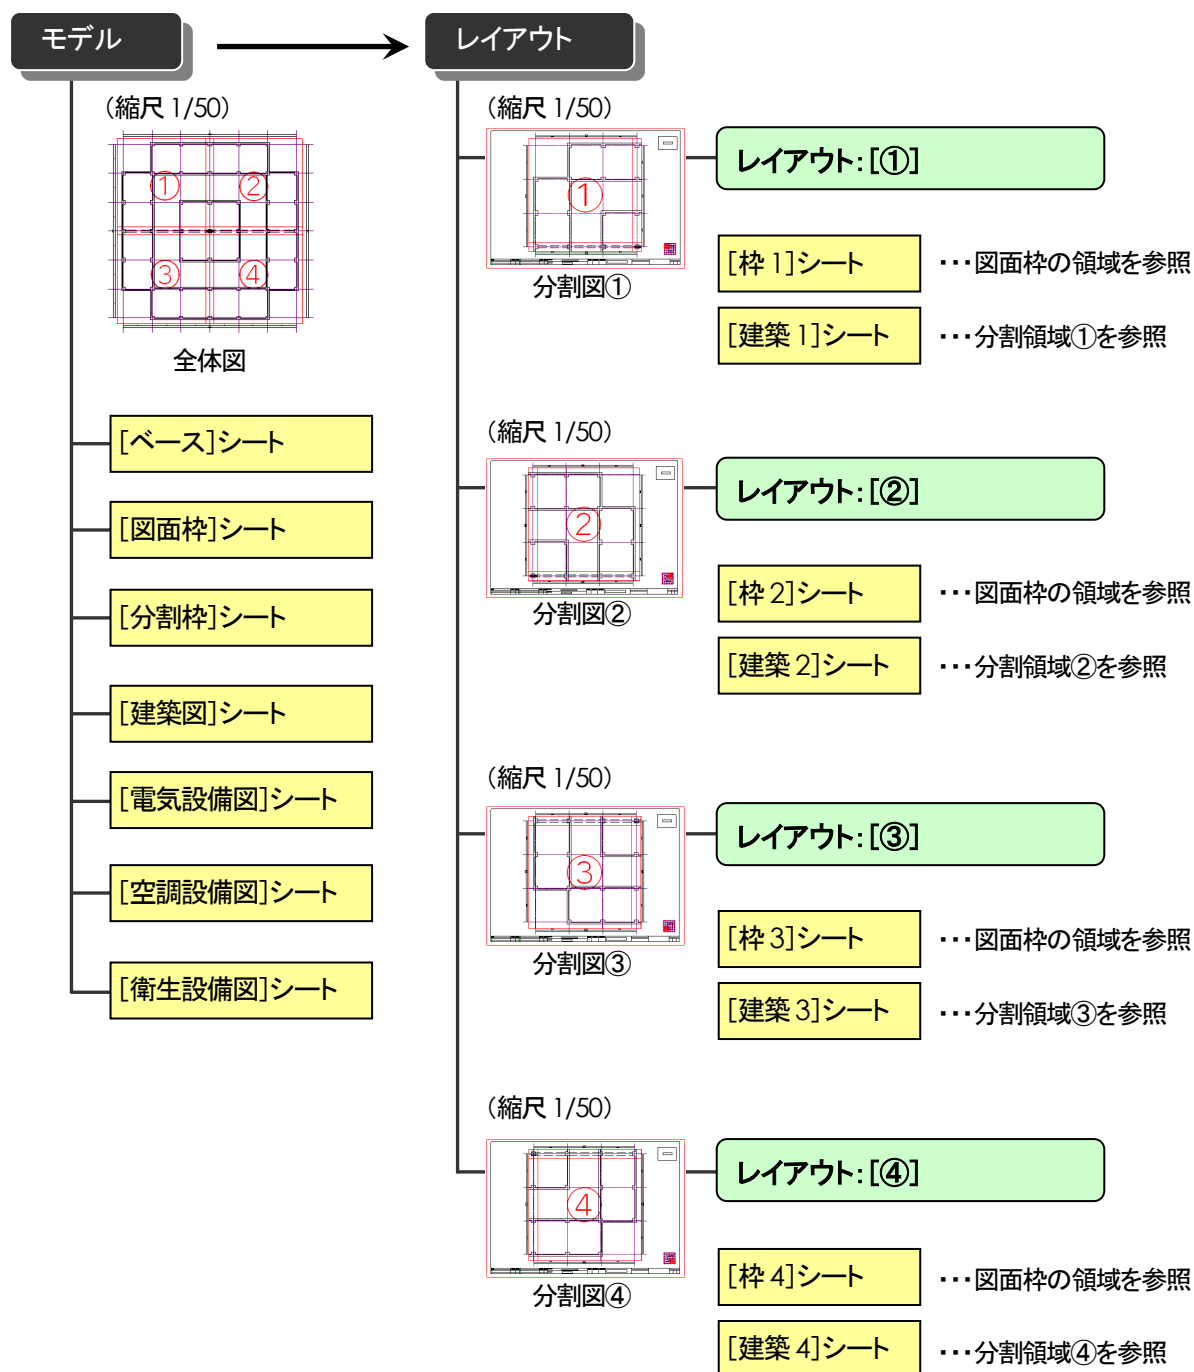 モデル
レイアウト
（縮尺 1/50）
①
②
③
④
全体図
[ベース]シート
[図面枠]シート
[分割枠]シート
[建築図]シート
[電気設備図]シート
[空調設備図]シート
[衛生設備図]シート
（縮尺 1/50）
①
分割図①
レイアウト：[①]
[枠 1]シート
･･･図面枠の領域を参照
[建築 1]シート
･･･分割領域①を参照
（縮尺 1/50）
②
分割図②
レイアウト：[②]
[枠 2]シート
･･･図面枠の領域を参照
[建築 2]シート
･･･分割領域②を参照
（縮尺 1/50）
③
分割図③
レイアウト：[③]
[枠 3]シート
･･･図面枠の領域を参照
[建築 3]シート
･･･分割領域③を参照
（縮尺 1/50）
④
分割図④
レイアウト：[④]
[枠 4]シート
･･･図面枠の領域を参照
[建築 4]シート
･･･分割領域④を参照